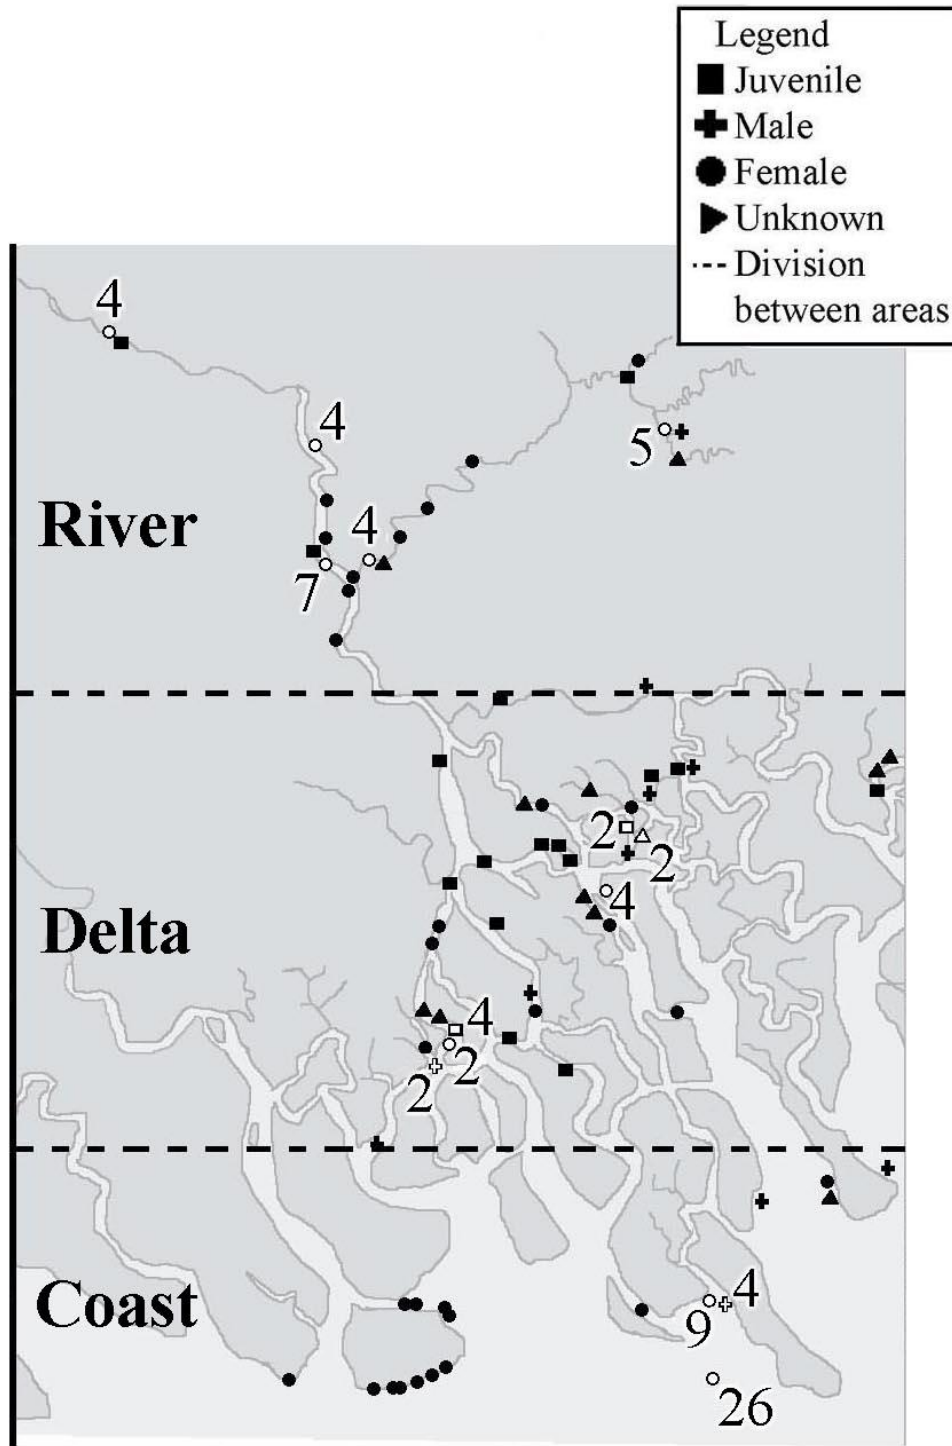 Legend
Juvenile
Male
Female
Unknown
Division
between areas
4
4
5
River
4
7
2
2
4
Delta
4
2
2
Coast
4
9
26